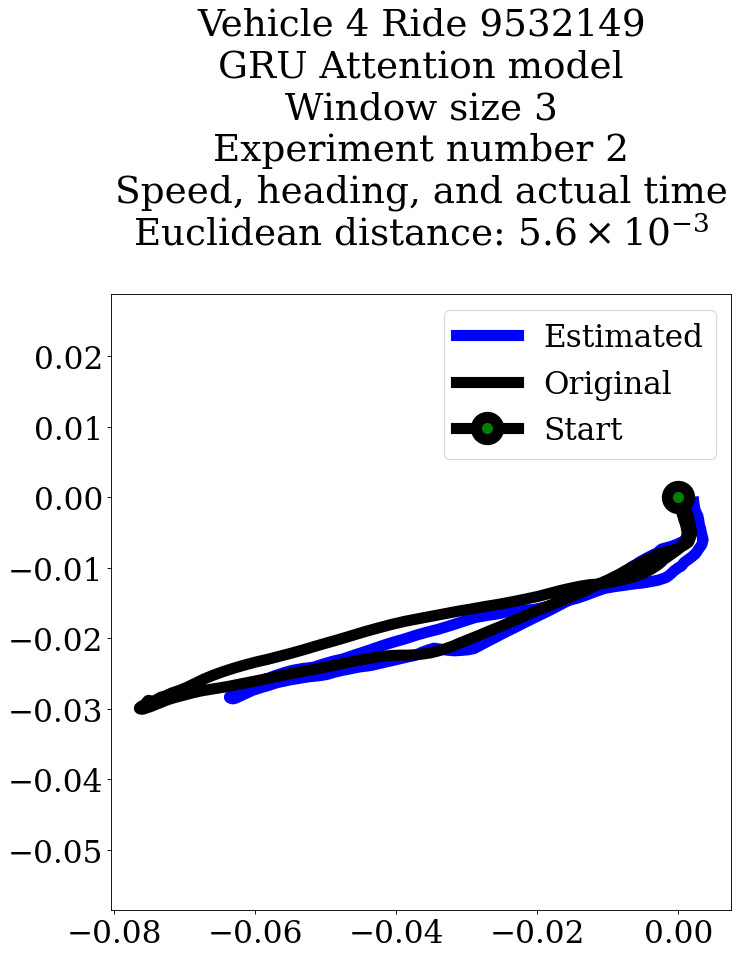 Vehicle 4 Ride 9532149
GRU Attention model
Window size 3
Experiment number 2
Speed, heading, and actual time
Euclidean distance: 5.6 × 10⁻³
Estimated
Original
Start
0.02
0.01
0.00
−0.01
−0.02
−0.03
−0.04
−0.05
−0.08 −0.06 −0.04 −0.02 0.00